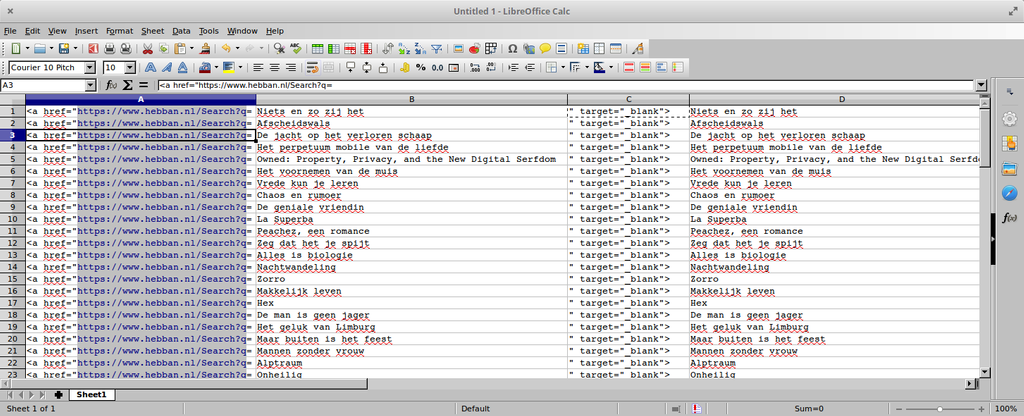 Untitled 1 - LibreOffice Calc
File Edit View Insert Format Sheet Data Tools Window Help
Courier 10 Pitch 10
A3 f(x) Σ = <a href="https://www.hebban.nl/Search?q=
A B C D
1 <a href="https://www.hebban.nl/Search?q= Niets en zo zij het " target="_blank"> Niets en zo zij het
2 <a href="https://www.hebban.nl/Search?q= Afscheidswals " target="_blank"> Afscheidswals
3 <a href="https://www.hebban.nl/Search?q= De jacht op het verloren schaap " target="_blank"> De jacht op het verloren schaap
4 <a href="https://www.hebban.nl/Search?q= Het perpetuum mobile van de liefde " target="_blank"> Het perpetuum mobile van de liefde
5 <a href="https://www.hebban.nl/Search?q= Owned: Property, Privacy, and the New Digital Serfdom " target="_blank"> Owned: Property, Privacy, and the New Digital Serfdo
6 <a href="https://www.hebban.nl/Search?q= Het voornemen van de muis " target="_blank"> Het voornemen van de muis
7 <a href="https://www.hebban.nl/Search?q= Vrede kun je leren " target="_blank"> Vrede kun je leren
8 <a href="https://www.hebban.nl/Search?q= Chaos en rumoer " target="_blank"> Chaos en rumoer
9 <a href="https://www.hebban.nl/Search?q= De geniale vriendin " target="_blank"> De geniale vriendin
10 <a href="https://www.hebban.nl/Search?q= La Superba " target="_blank"> La Superba
11 <a href="https://www.hebban.nl/Search?q= Peachez, een romance " target="_blank"> Peachez, een romance
12 <a href="https://www.hebban.nl/Search?q= Zeg dat het je spijt " target="_blank"> Zeg dat het je spijt
13 <a href="https://www.hebban.nl/Search?q= Alles is biologie " target="_blank"> Alles is biologie
14 <a href="https://www.hebban.nl/Search?q= Nachtwandeling " target="_blank"> Nachtwandeling
15 <a href="https://www.hebban.nl/Search?q= Zorro " target="_blank"> Zorro
16 <a href="https://www.hebban.nl/Search?q= Makkelijk leven " target="_blank"> Makkelijk leven
17 <a href="https://www.hebban.nl/Search?q= Hex " target="_blank"> Hex
18 <a href="https://www.hebban.nl/Search?q= De man is geen jager " target="_blank"> De man is geen jager
19 <a href="https://www.hebban.nl/Search?q= Het geluk van Limburg " target="_blank"> Het geluk van Limburg
20 <a href="https://www.hebban.nl/Search?q= Maar buiten is het feest " target="_blank"> Maar buiten is het feest
21 <a href="https://www.hebban.nl/Search?q= Mannen zonder vrouw " target="_blank"> Mannen zonder vrouw
22 <a href="https://www.hebban.nl/Search?q= Alptraum " target="_blank"> Alptraum
23 <a href="https://www.hebban.nl/Search?q= Onheilig " target="_blank"> Onheilig
Sheet1
Sheet 1 of 1 Default Sum=0 100%